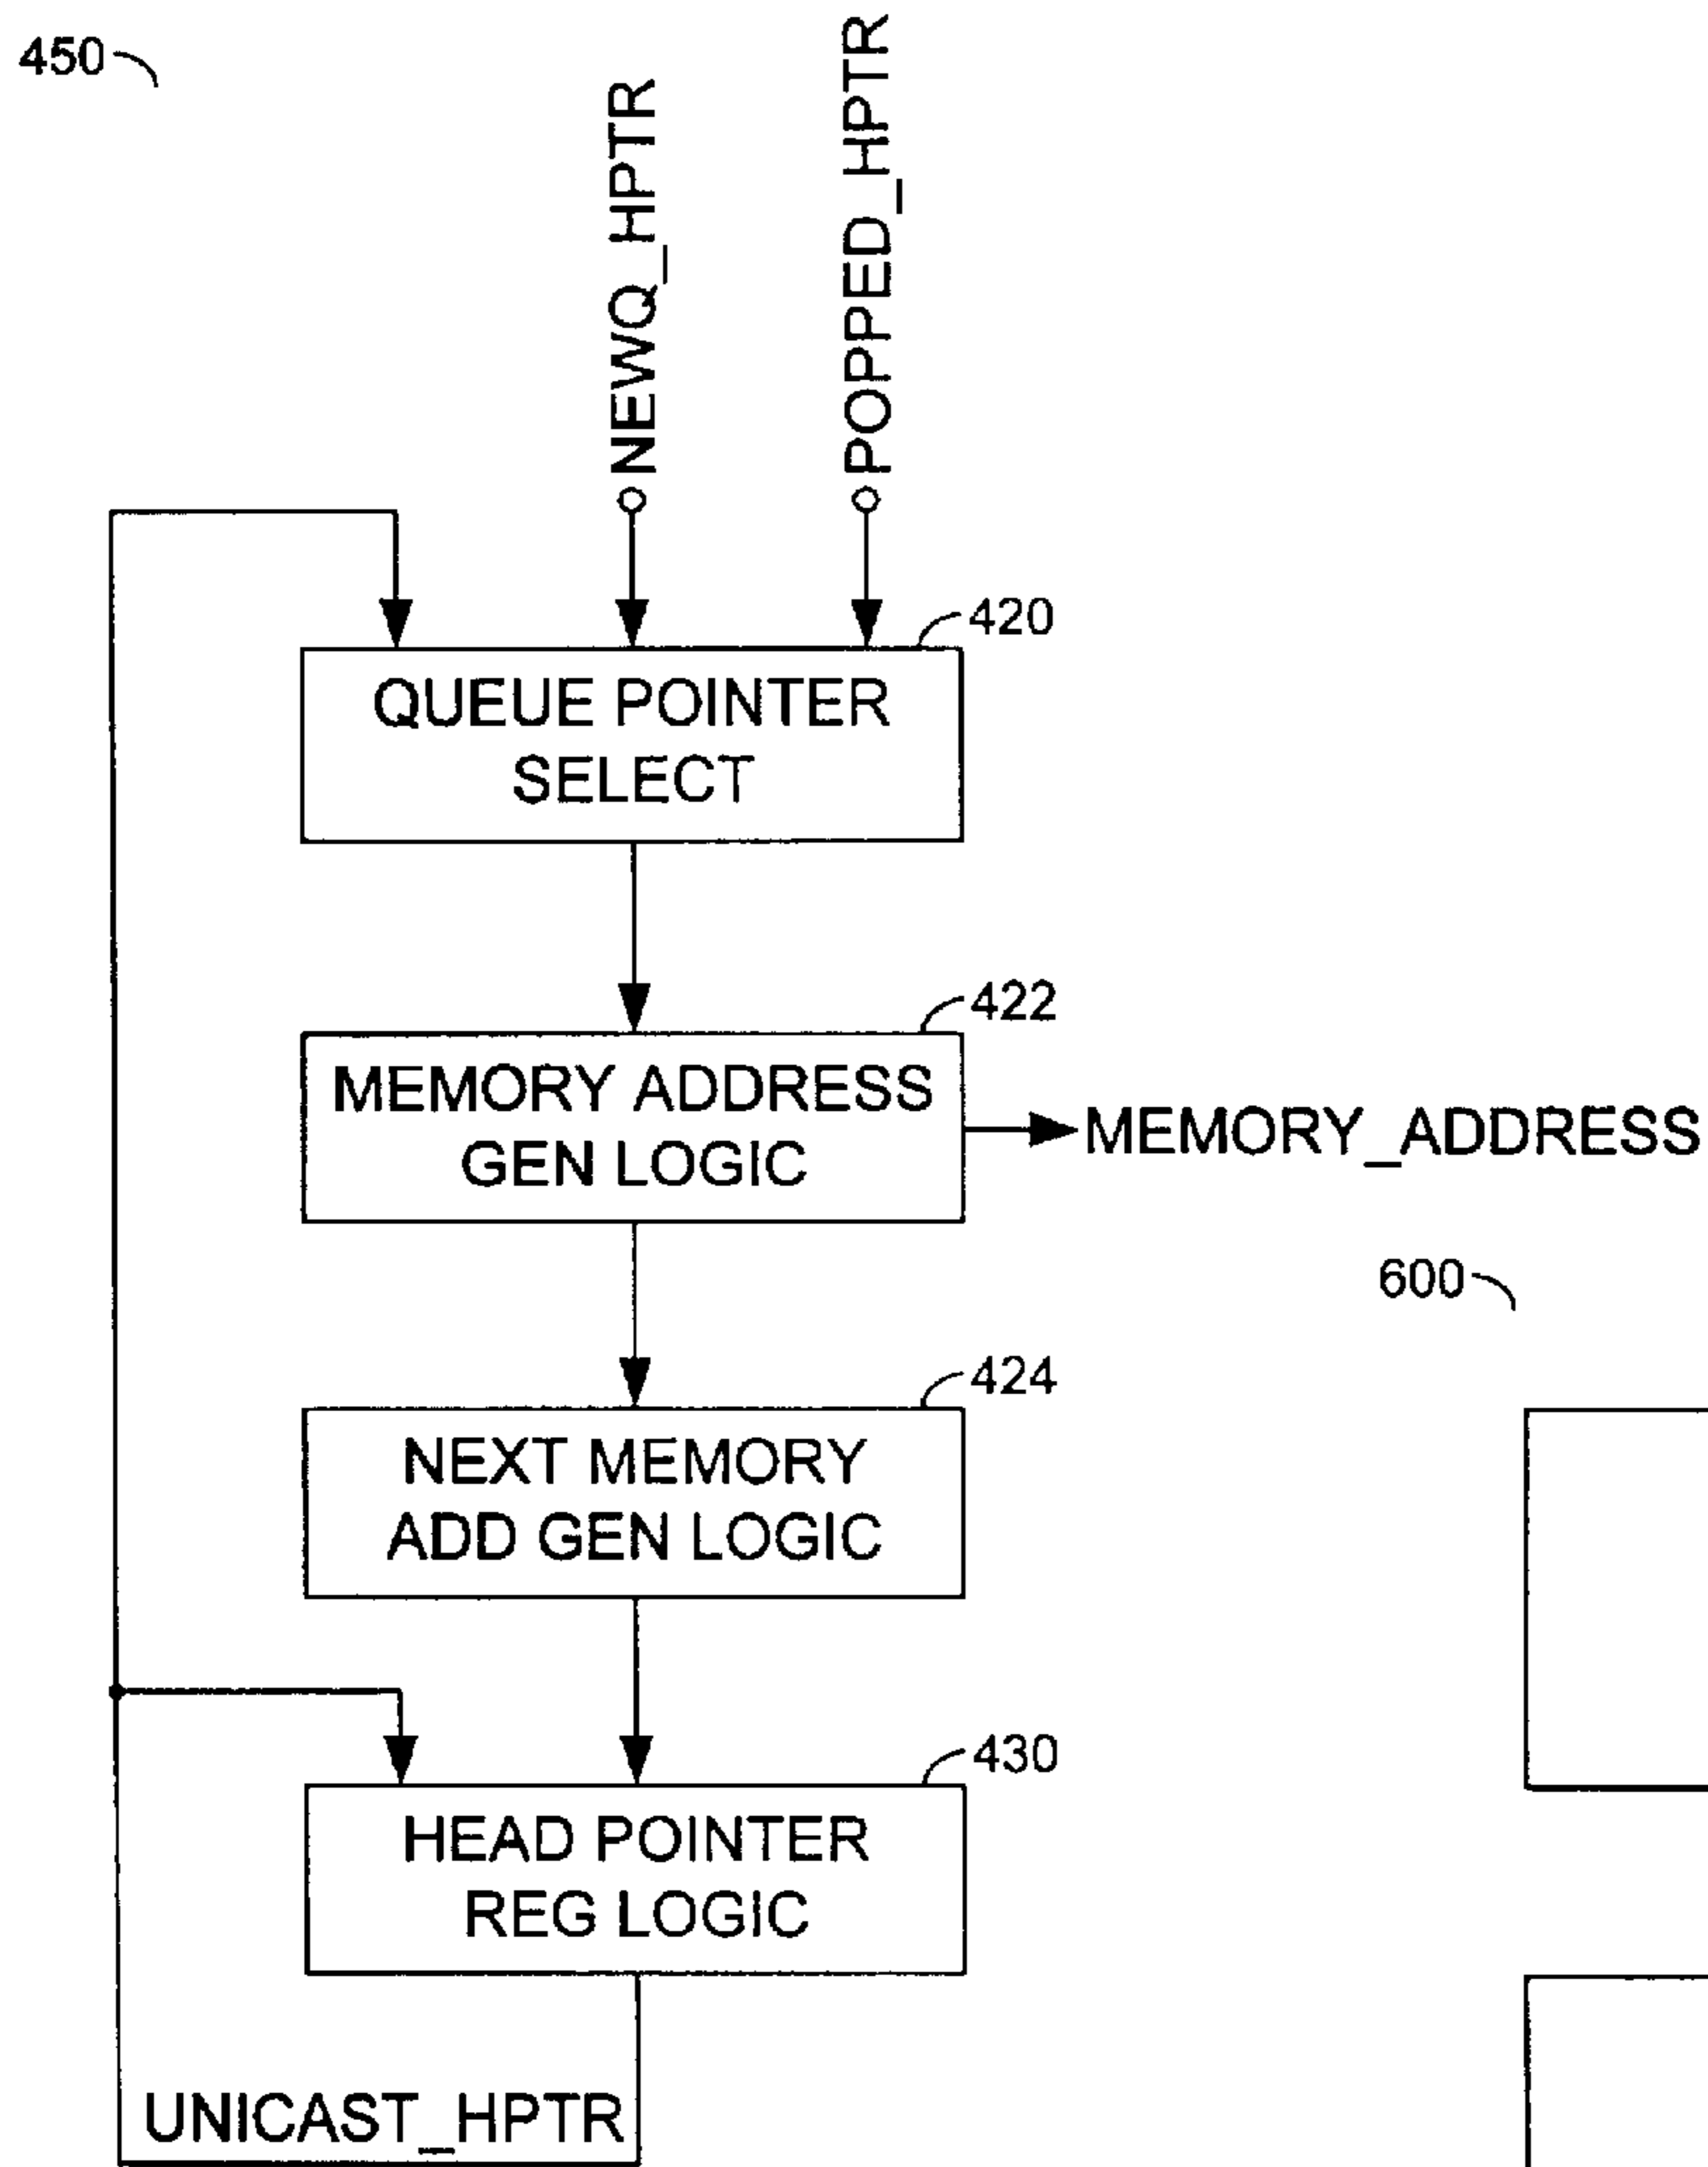 450
NEWQ_HPTR
POPPED_HPTR
420
QUEUE POINTER
SELECT
422
MEMORY ADDRESS
GEN LOGIC
MEMORY_ADDRESS
600
424
NEXT MEMORY
ADD GEN LOGIC
430
HEAD POINTER
REG LOGIC
UNICAST_HPTR